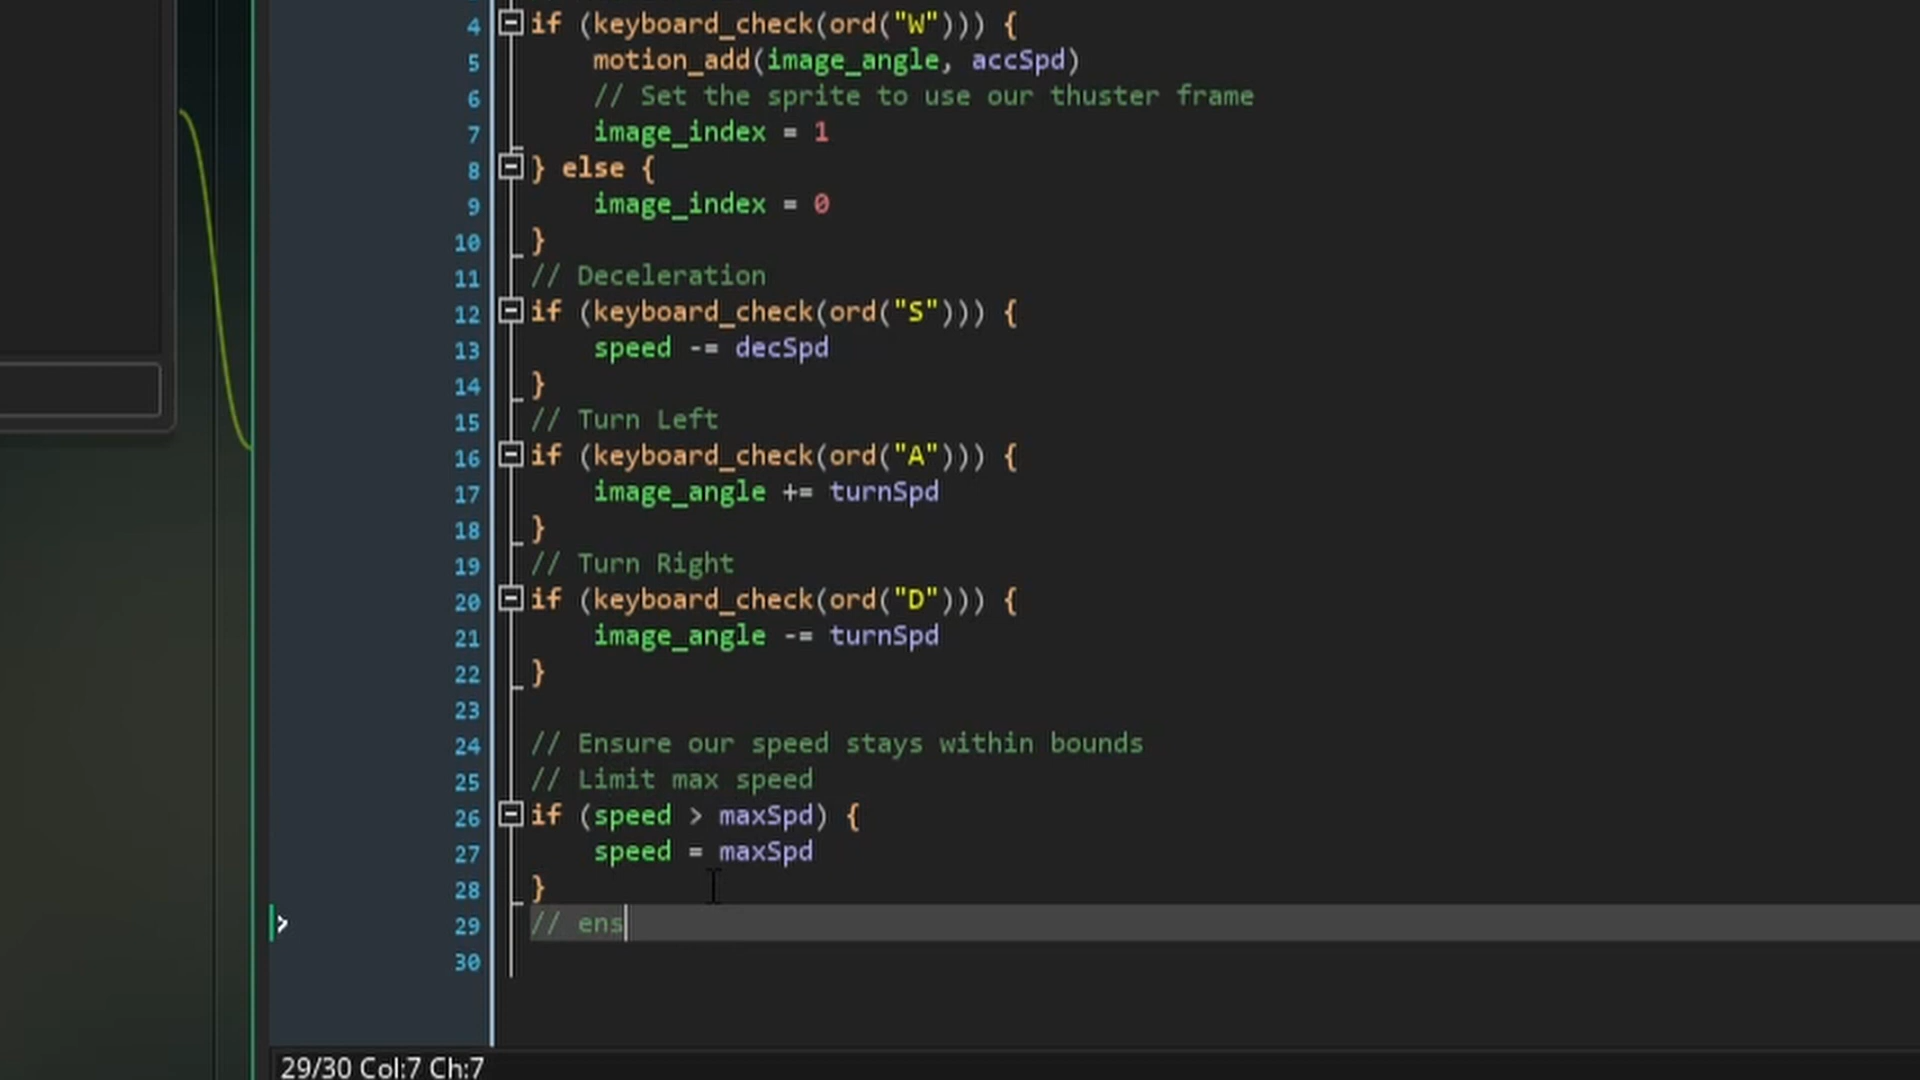 4 if (keyboard_check(ord("W"))) {
5 motion_add(image_angle, accSpd)
6 // Set the sprite to use our thuster frame
7 image_index = 1
8 } else {
9 image_index = 0
10 }
11 // Deceleration
12 if (keyboard_check(ord("S"))) {
13 speed -= decSpd
14 }
15 // Turn Left
16 if (keyboard_check(ord("A"))) {
17 image_angle += turnSpd
18 }
19 // Turn Right
20 if (keyboard_check(ord("D"))) {
21 image_angle -= turnSpd
22 }
23
24 // Ensure our speed stays within bounds
25 // Limit max speed
26 if (speed > maxSpd) {
27 speed = maxSpd
28 }
29 // ens
30
29/30 Col:7 Ch:7